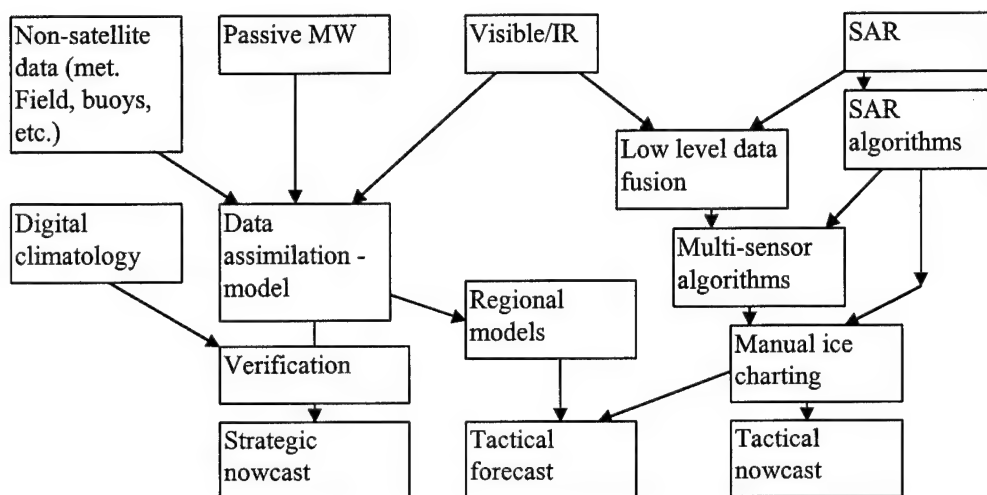 Non-satellite
data (met.
Field, buoys,
etc.)
Passive MW
Visible/IR
SAR
SAR
algorithms
Low level data
fusion
Digital
climatology
Data
assimilation -
model
Multi-sensor
algorithms
Regional
models
Verification
Manual ice
charting
Strategic
nowcast
Tactical
forecast
Tactical
nowcast